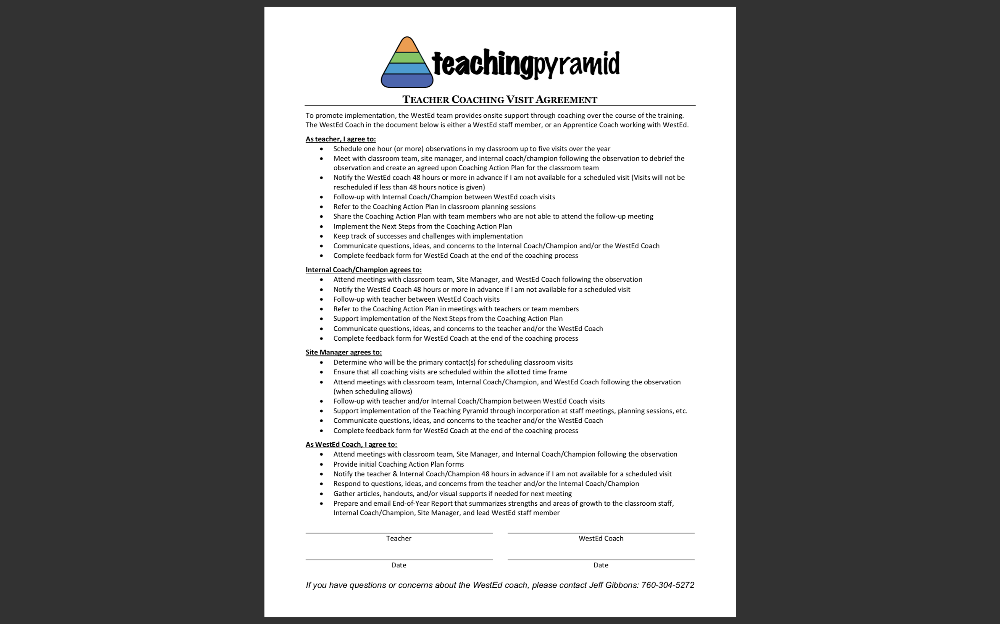 teachingpyramid
TEACHER COACHING VISIT AGREEMENT
To promote implementation, the WestEd team provides onsite support through coaching over the course of the training.
The WestEd Coach in the document below is either a WestEd staff member, or an Apprentice Coach working with WestEd.
As teacher, I agree to:
• Schedule one hour (or more) observations in my classroom up to five visits over the year
• Meet with classroom team, site manager, and internal coach/champion following the observation to debrief the
observation and create an agreed upon Coaching Action Plan for the classroom team
• Notify the WestEd coach 48 hours or more in advance if I am not available for a scheduled visit (Visits will not be
rescheduled if less than 48 hours notice is given)
• Follow-up with Internal Coach/Champion between WestEd coach visits
• Refer to the Coaching Action Plan in classroom planning sessions
• Share the Coaching Action Plan with team members who are not able to attend the follow-up meeting
• Implement the Next Steps from the Coaching Action Plan
• Keep track of successes and challenges with implementation
• Communicate questions, ideas, and concerns to the Internal Coach/Champion and/or the WestEd Coach
• Complete feedback form for WestEd Coach at the end of the coaching process
Internal Coach/Champion agrees to:
• Attend meetings with classroom team, Site Manager, and WestEd Coach following the observation
• Notify the WestEd Coach 48 hours or more in advance if I am not available for a scheduled visit
• Follow-up with teacher between WestEd Coach visits
• Refer to the Coaching Action Plan in meetings with teachers or team members
• Support implementation of the Next Steps from the Coaching Action Plan
• Communicate questions, ideas, and concerns to the teacher and/or the WestEd Coach
• Complete feedback form for WestEd Coach at the end of the coaching process
Site Manager agrees to:
• Determine who will be the primary contact(s) for scheduling classroom visits
• Ensure that all coaching visits are scheduled within the allotted time frame
• Attend meetings with classroom team, Internal Coach/Champion, and WestEd Coach following the observation
(when scheduling allows)
• Follow-up with teacher and/or Internal Coach/Champion between WestEd Coach visits
• Support implementation of the Teaching Pyramid through incorporation at staff meetings, planning sessions, etc.
• Communicate questions, ideas, and concerns to the teacher and/or the WestEd Coach
• Complete feedback form for WestEd Coach at the end of the coaching process
As WestEd Coach, I agree to:
• Attend meetings with classroom team, Site Manager, and Internal Coach/Champion following the observation
• Provide initial Coaching Action Plan forms
• Notify the teacher & Internal Coach/Champion 48 hours in advance if I am not available for a scheduled visit
• Respond to questions, ideas, and concerns from the teacher and/or the Internal Coach/Champion
• Gather articles, handouts, and/or visual supports if needed for next meeting
• Prepare and email End-of-Year Report that summarizes strengths and areas of growth to the classroom staff,
Internal Coach/Champion, Site Manager, and lead WestEd staff member
Teacher WestEd Coach
Date Date
If you have questions or concerns about the WestEd coach, please contact Jeff Gibbons: 760-304-5272